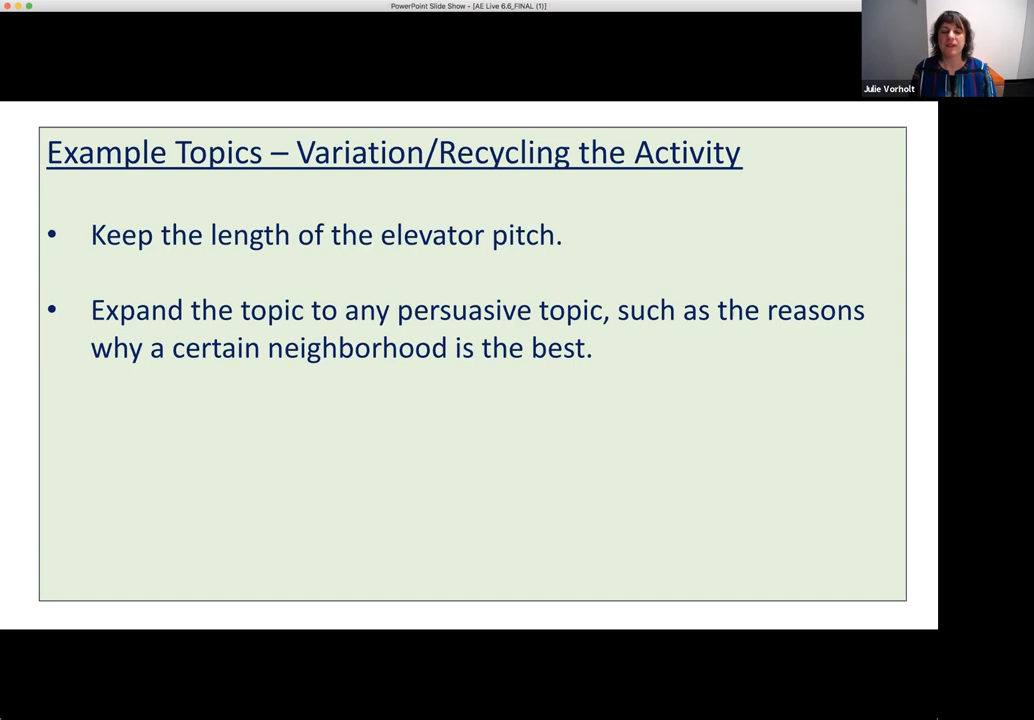 PowerPoint Slide Show - [AE Live 6.6_FINAL (1)]
Julie Vorholt
Example Topics – Variation/Recycling the Activity
• Keep the length of the elevator pitch.
• Expand the topic to any persuasive topic, such as the reasons
why a certain neighborhood is the best.